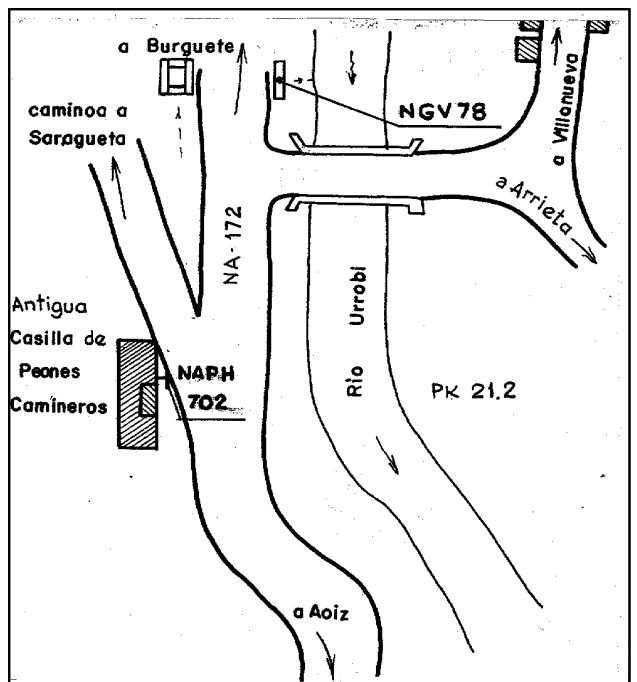 a Burguete
NGV78
caminoa a
Saragueta
a Villanueva
a Arrieta
NA-172
Antigua
Casilla de
Peones
Camineros
NAPH
702
Rio Urrobi
PK 21.2
a Aoiz